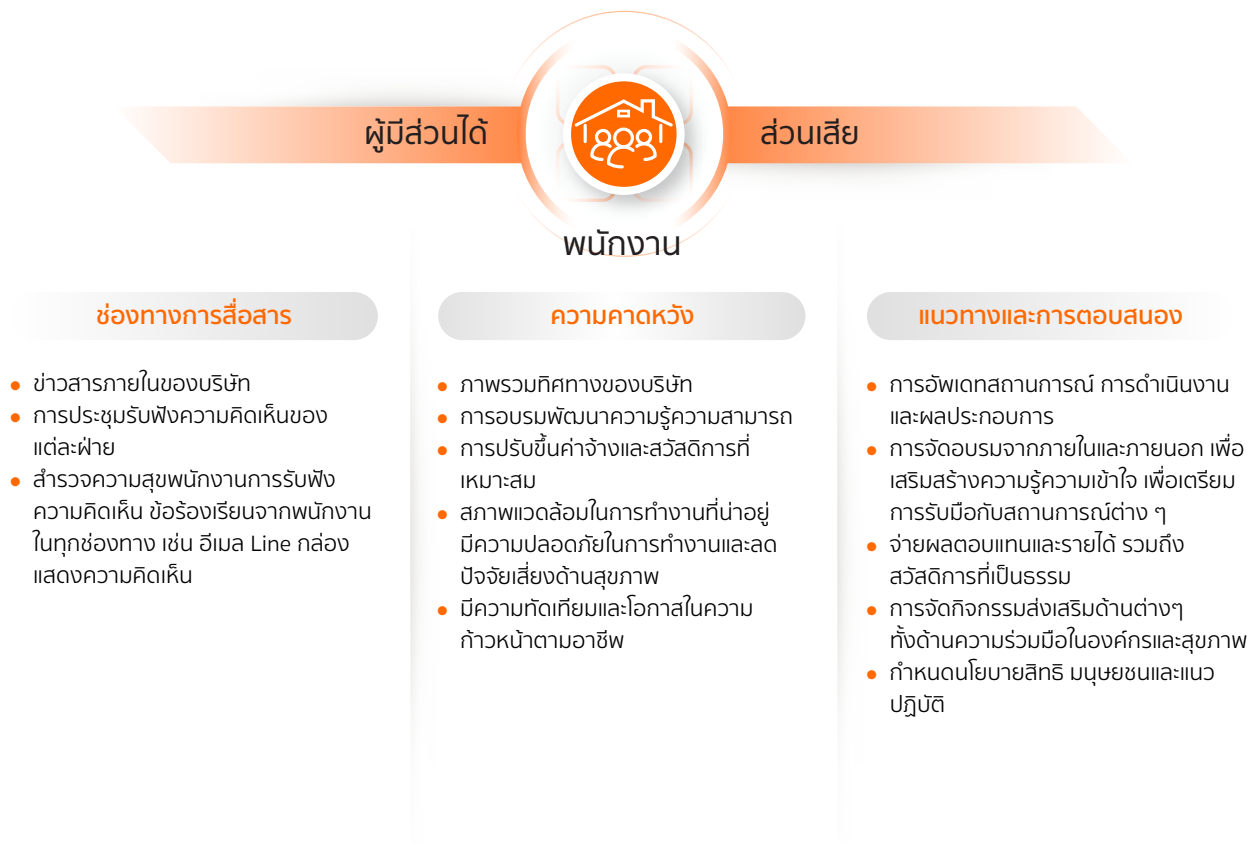 ผู้มีส่วนได้ ส่วนเสีย
พนักงาน
ช่องทางการสื่อสาร
ข่าวสารภายในของบริษัท
การประชุมรับฟังความคิดเห็นของ
แต่ละฝ่าย
สำรวจความสุขพนักงานการรับฟัง
ความคิดเห็น ข้อร้องเรียนจากพนักงาน
ในทุกช่องทาง เช่น อีเมล Line กล่อง
แสดงความคิดเห็น
ความคาดหวัง
ภาพรวมทิศทางของบริษัท
การอบรมพัฒนาความรู้ความสามารถ
การปรับขึ้นค่าจ้างและสวัสดิการที่
เหมาะสม
สภาพแวดล้อมในการทำงานที่น่าอยู่
มีความปลอดภัยในการทำงานและลด
ปัจจัยเสี่ยงด้านสุขภาพ
มีความทัดเทียมและโอกาสในความ
ก้าวหน้าตามอาชีพ
แนวทางและการตอบสนอง
การอัพเดทสถานการณ์ การดำเนินงาน
และผลประกอบการ
การจัดอบรมจากภายในและภายนอก เพื่อ
เสริมสร้างความรู้ความเข้าใจ เพื่อเตรียม
การรับมือกับสถานการณ์ต่าง ๆ
จ่ายผลตอบแทนและรายได้ รวมถึง
สวัสดิการที่เป็นธรรม
การจัดกิจกรรมส่งเสริมด้านต่างๆ
ทั้งด้านความร่วมมือในองค์กรและสุขภาพ
กำหนดนโยบายสิทธิ มนุษยชนและแนว
ปฏิบัติ